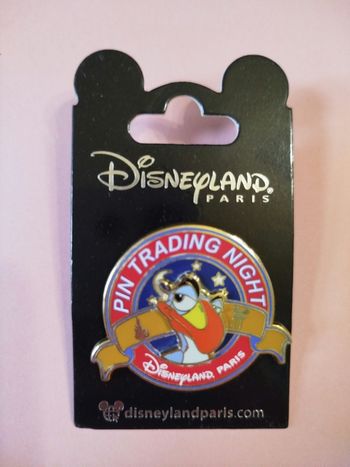 Disneyland
PARIS
PIN TRADING NIGHT
Disneyland PARIS
disneylandparis.com